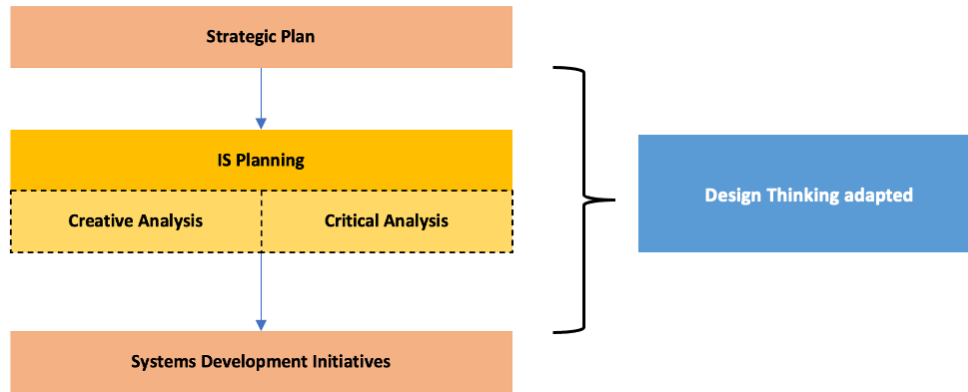 Strategic Plan
IS Planning
Creative Analysis
Critical Analysis
Design Thinking adapted
Systems Development Initiatives